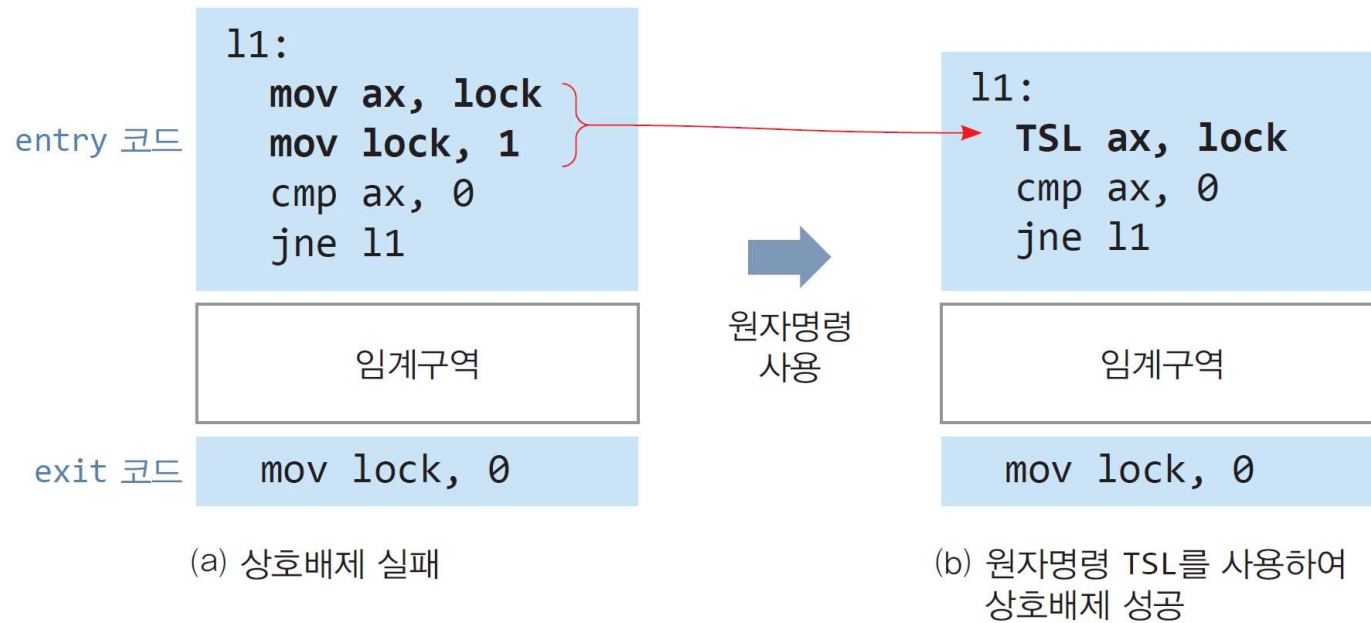 entry 코드
l1:
mov ax, lock
mov lock, 1
cmp ax, 0
jne l1
임계구역
exit 코드
mov lock, 0
(a) 상호배제 실패
원자명령
사용
l1:
TSL ax, lock
cmp ax, 0
jne l1
임계구역
mov lock, 0
(b) 원자명령 TSL를 사용하여
상호배제 성공